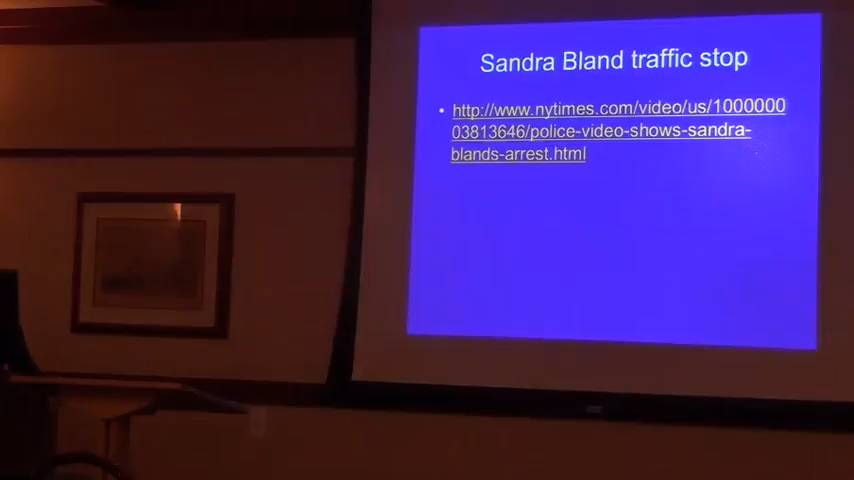 Sandra Bland traffic stop
• http://www.nytimes.com/video/us/1000000
03813646/police-video-shows-sandra-
blands-arrest.html